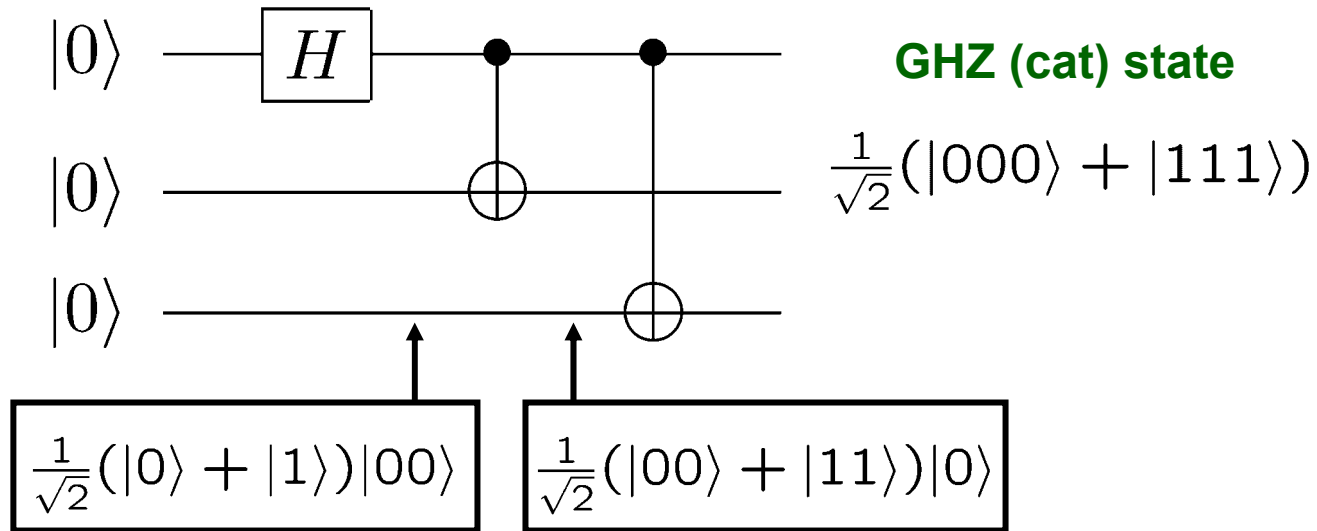 |0⟩ H GHZ (cat) state
|0⟩ 1/√2(|000⟩ + |111⟩)
|0⟩
1/√2(|0⟩ + |1⟩)|00⟩
1/√2(|00⟩ + |11⟩)|0⟩